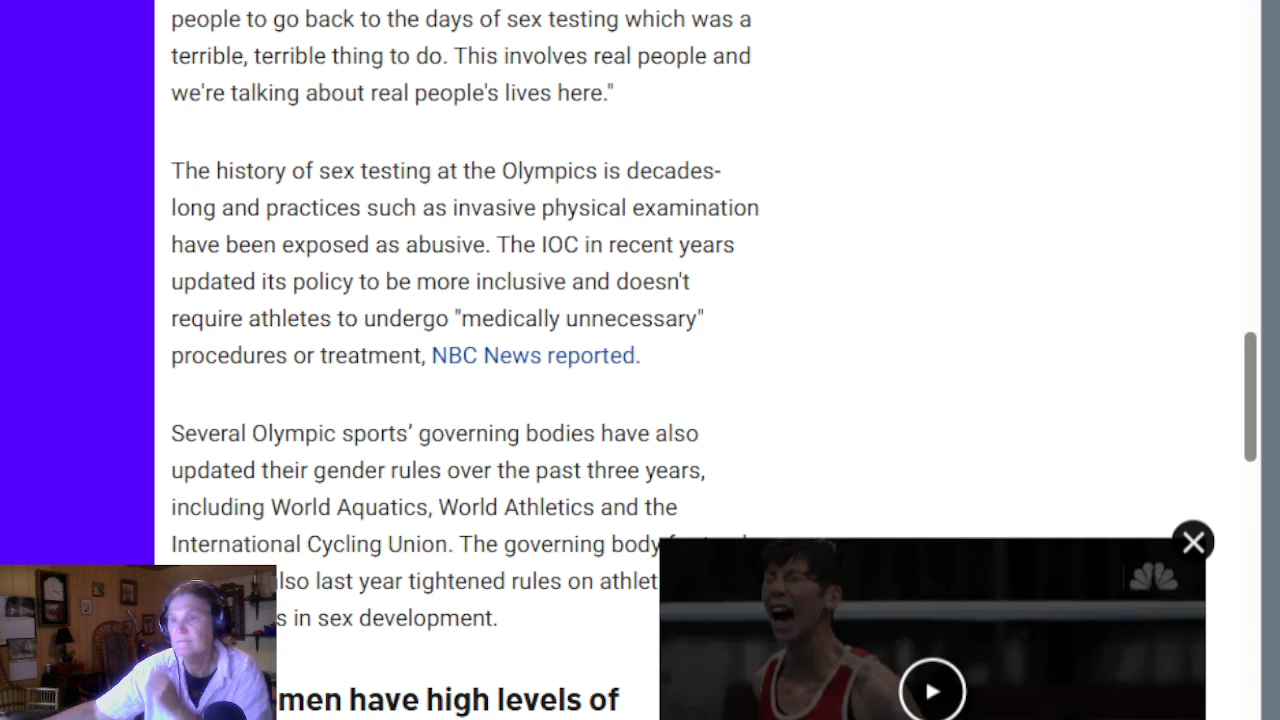 people to go back to the days of sex testing which was a
terrible, terrible thing to do. This involves real people and
we're talking about real people's lives here."
The history of sex testing at the Olympics is decades-
long and practices such as invasive physical examination
have been exposed as abusive. The IOC in recent years
updated its policy to be more inclusive and doesn't
require athletes to undergo "medically unnecessary"
procedures or treatment, NBC News reported.
Several Olympic sports’ governing bodies have also
updated their gender rules over the past three years,
including World Aquatics, World Athletics and the
International Cycling Union. The governing body
last year tightened rules on
in sex development.
men have high levels of